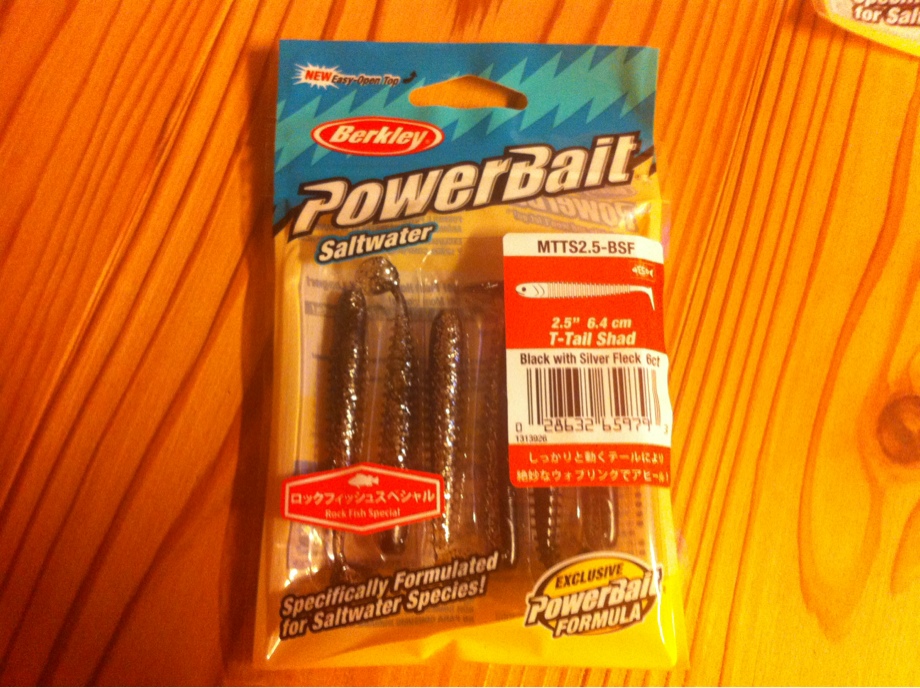 NEW Easy-Open Top
for Salt
Berkley
PowerBait
Saltwater
MTTS2.5-BSF
2.5" 6.4 cm
T-Tail Shad
Black with Silver Fleck 6ct
0 28632 65979 3
1313926
しっかりと動くテールにより
絶妙なウォブリングでアピール!
ロックフィッシュスペシャル
Rock Fish Special
Specifically Formulated
for Saltwater Species!
EXCLUSIVE
PowerBait
FORMULA